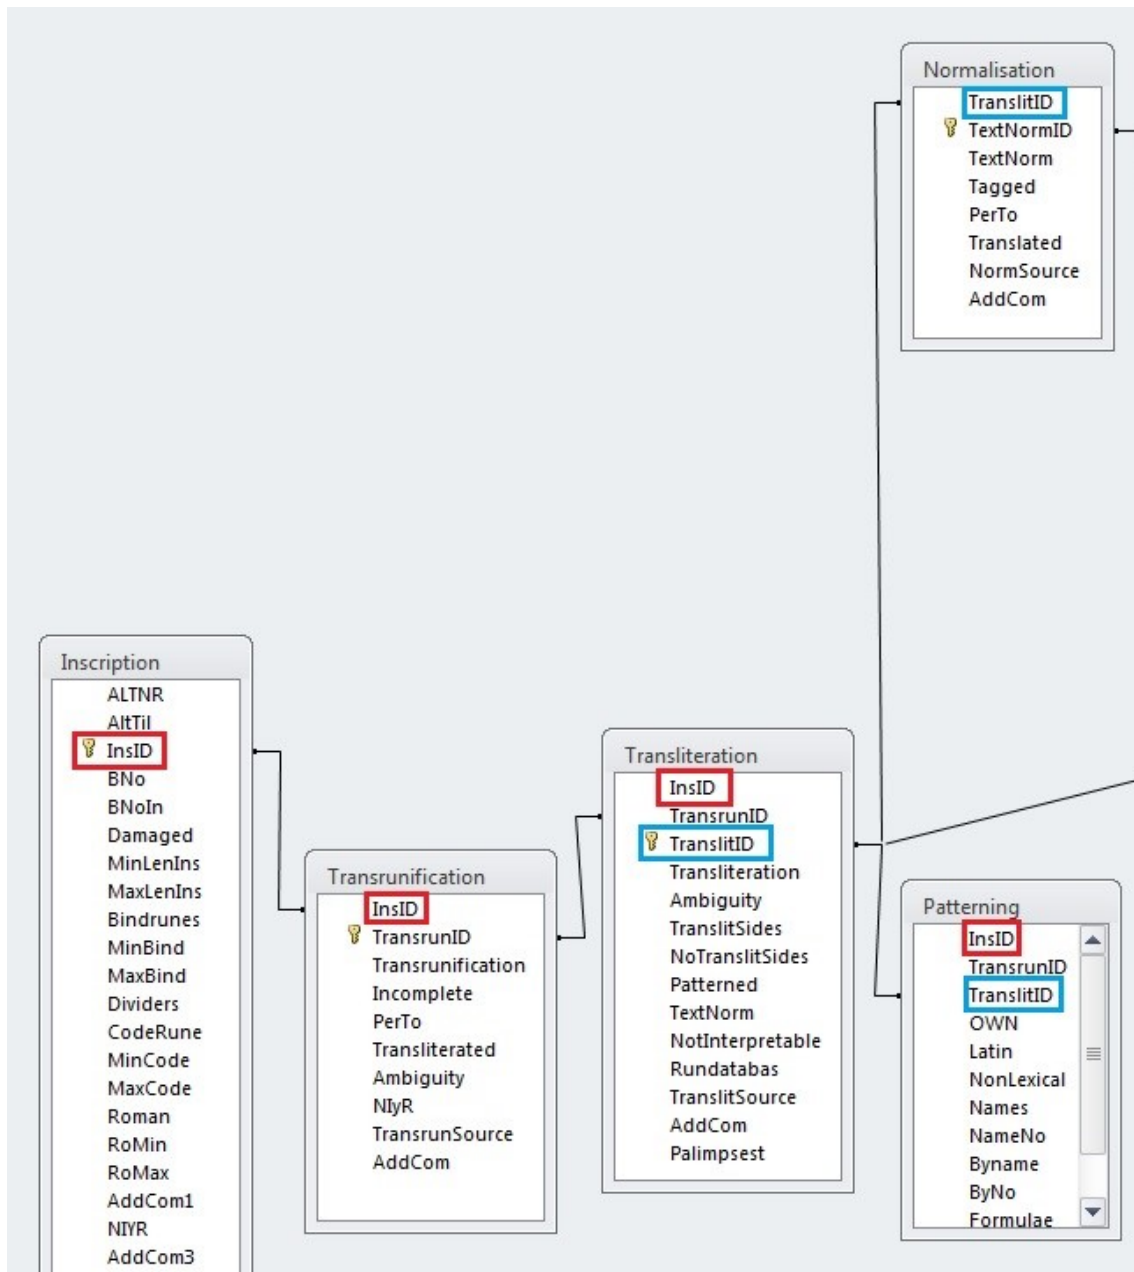 Normalisation
TranslitID
TextNormID
TextNorm
Tagged
PerTo
Translated
NormSource
AddCom
Inscription
ALTNR
AltTil
InsID
BNo
BNoIn
Damaged
MinLenIns
MaxLenIns
Bindrunes
MinBind
MaxBind
Dividers
CodeRune
MinCode
MaxCode
Roman
RoMin
RoMax
AddCom1
NIYR
AddCom3
Transrunification
InsID
TransrunID
Transrunification
Incomplete
PerTo
Transliterated
Ambiguity
NIyR
TransrunSource
AddCom
Transliteration
InsID
TransrunID
TranslitID
Transliteration
Ambiguity
TranslitSides
NoTranslitSides
Patterned
TextNorm
NotInterpretable
Rundatabas
TranslitSource
AddCom
Palimpsest
Patterning
InsID
TransrunID
TranslitID
OWN
Latin
NonLexical
Names
NameNo
Byname
ByNo
Formulae